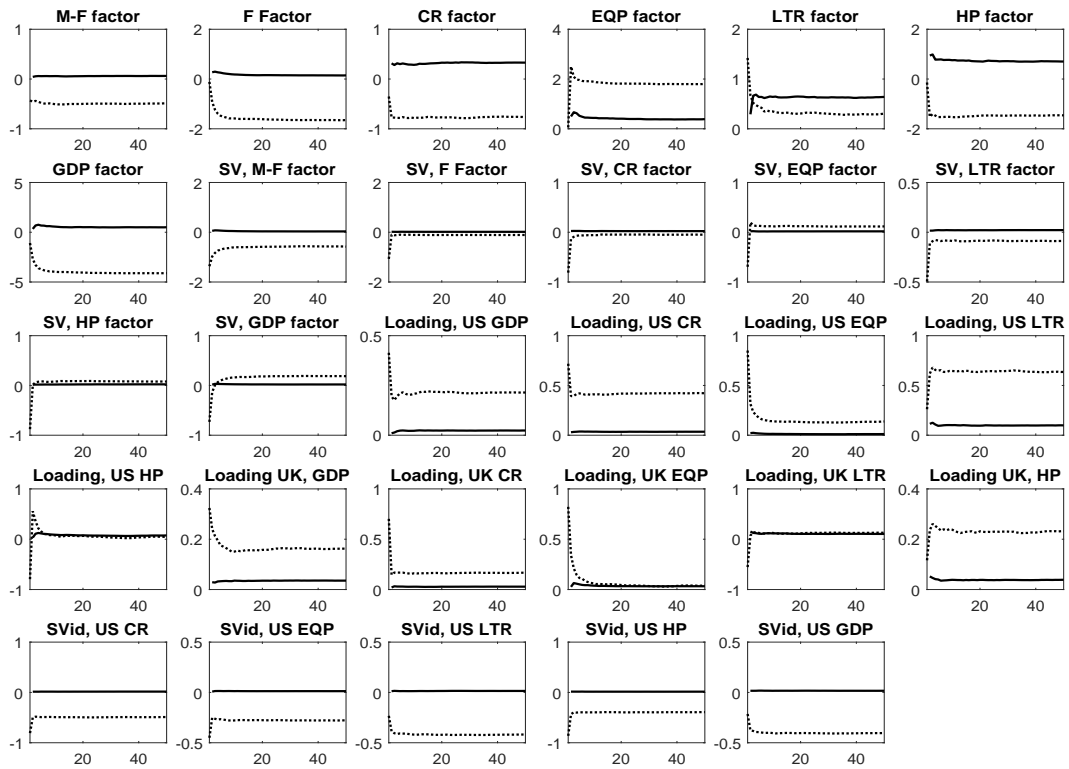 M-F factor F Factor CR factor EQP factor LTR factor HP factor
1 2 1 4 2 2
0 0 0 2 1 0
-1 -2 -1 0 0 -2
20 40 20 40 20 40 20 40 20 40 20 40
GDP factor SV, M-F factor SV, F Factor SV, CR factor SV, EQP factor SV, LTR factor
5 2 2 1 1 0.5
0 0 0 0 0 0
-5 -2 -2 -1 -1 -0.5
20 40 20 40 20 40 20 40 20 40 20 40
SV, HP factor SV, GDP factor Loading, US GDP Loading, US CR Loading, US EQP Loading, US LTR
1 1 0.5 1 1 1
0 0 0.5 0.5 0.5
-1 -1 0 0 0 0
20 40 20 40 20 40 20 40 20 40 20 40
Loading, US HP Loading UK, GDP Loading, UK CR Loading, UK EQP Loading, UK LTR Loading UK, HP
1 0.4 1 1 1 0.4
0 0.2 0.5 0.5 0 0.2
-1 0 0 0 -1 0
20 40 20 40 20 40 20 40 20 40 20 40
SVid, US CR SVid, US EQP SVid, US LTR SVid, US HP SVid, US GDP
1 0.5 0.5 1 0.5
0 0 0 0 0
-1 -0.5 -0.5 -1 -0.5
20 40 20 40 20 40 20 40 20 40